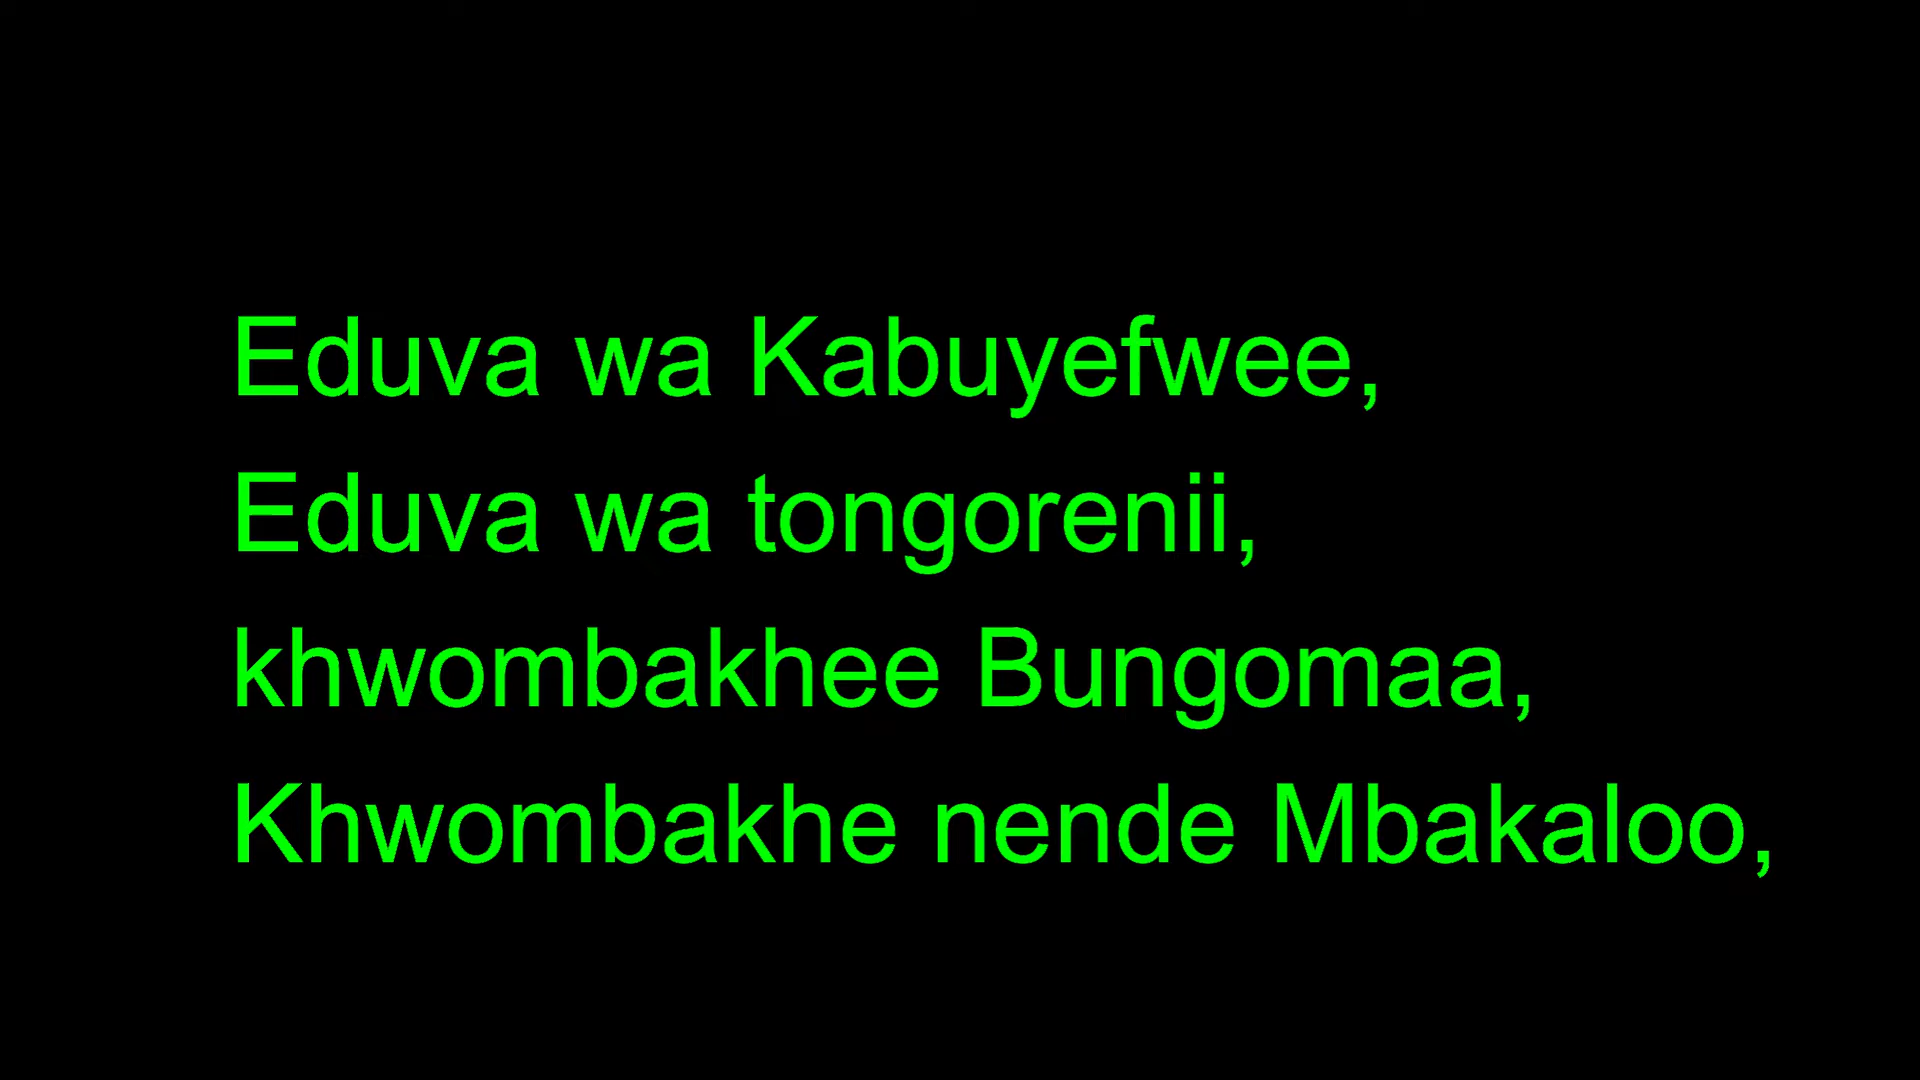 Eduva wa Kabuyefwee,
Eduva wa tongorenii,
khwombakhee Bungomaa,
Khwombakhe nende Mbakaloo,